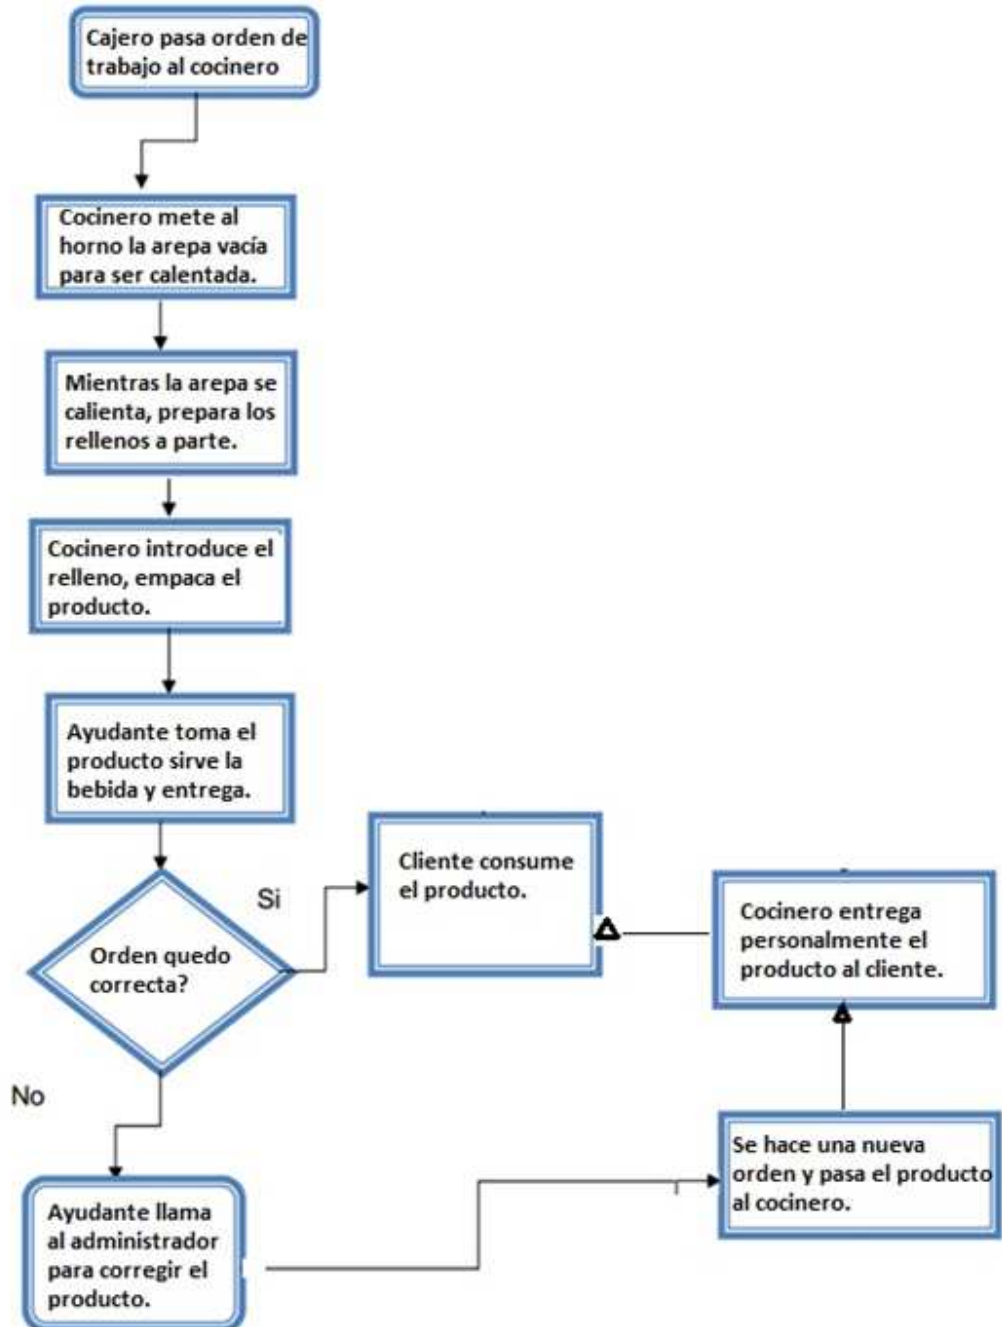 Cajero pasa orden de
trabajo al cocinero
Cocinero mete al
horno la arepa vacía
para ser calentada.
Mientras la arepa se
calienta, prepara los
rellenos a parte.
Cocinero introduce el
relleno, empaca el
producto.
Ayudante toma el
producto sirve la
bebida y entrega.
Orden quedo
correcta?
Si
Cliente consume
el producto.
No
Ayudante llama
al administrador
para corregir el
producto.
Se hace una nueva
orden y pasa el producto
al cocinero.
Cocinero entrega
personalmente el
producto al cliente.